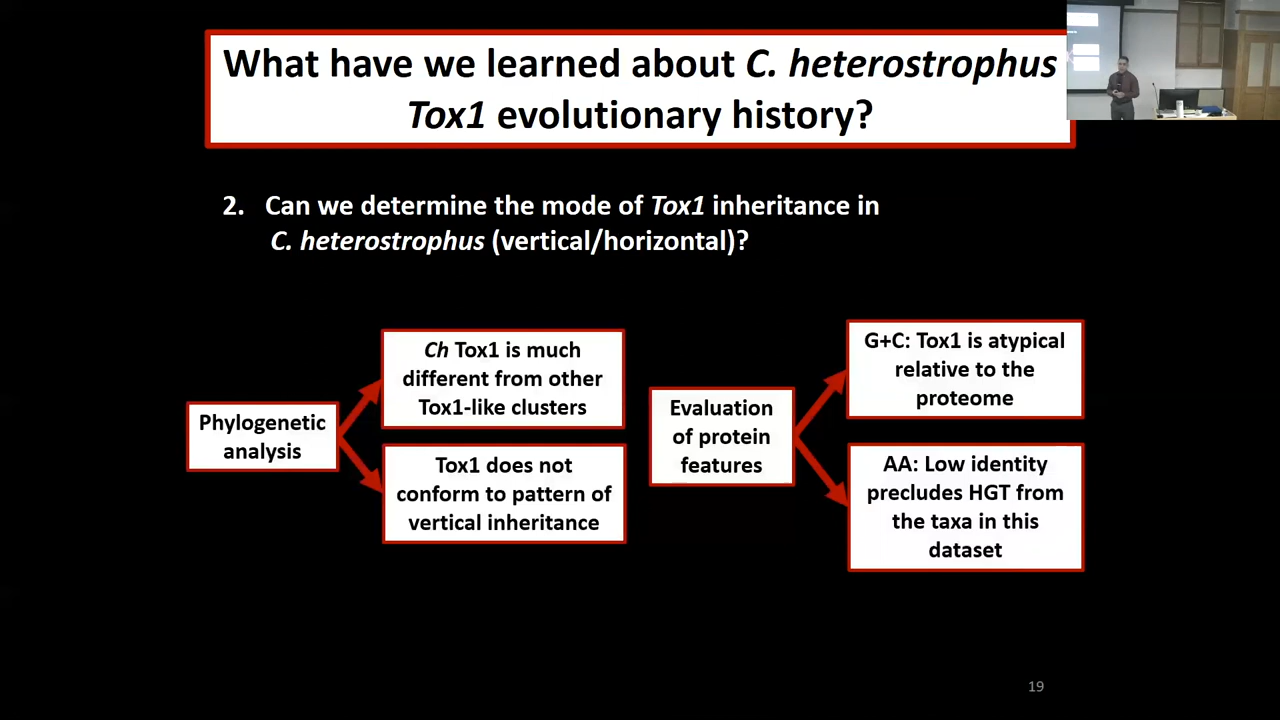 What have we learned about C. heterostrophus
Tox1 evolutionary history?
2. Can we determine the mode of Tox1 inheritance in
C. heterostrophus (vertical/horizontal)?
Phylogenetic
analysis
Ch Tox1 is much
different from other
Tox1-like clusters
Tox1 does not
conform to pattern of
vertical inheritance
Evaluation
of protein
features
G+C: Tox1 is atypical
relative to the
proteome
AA: Low identity
precludes HGT from
the taxa in this
dataset
19